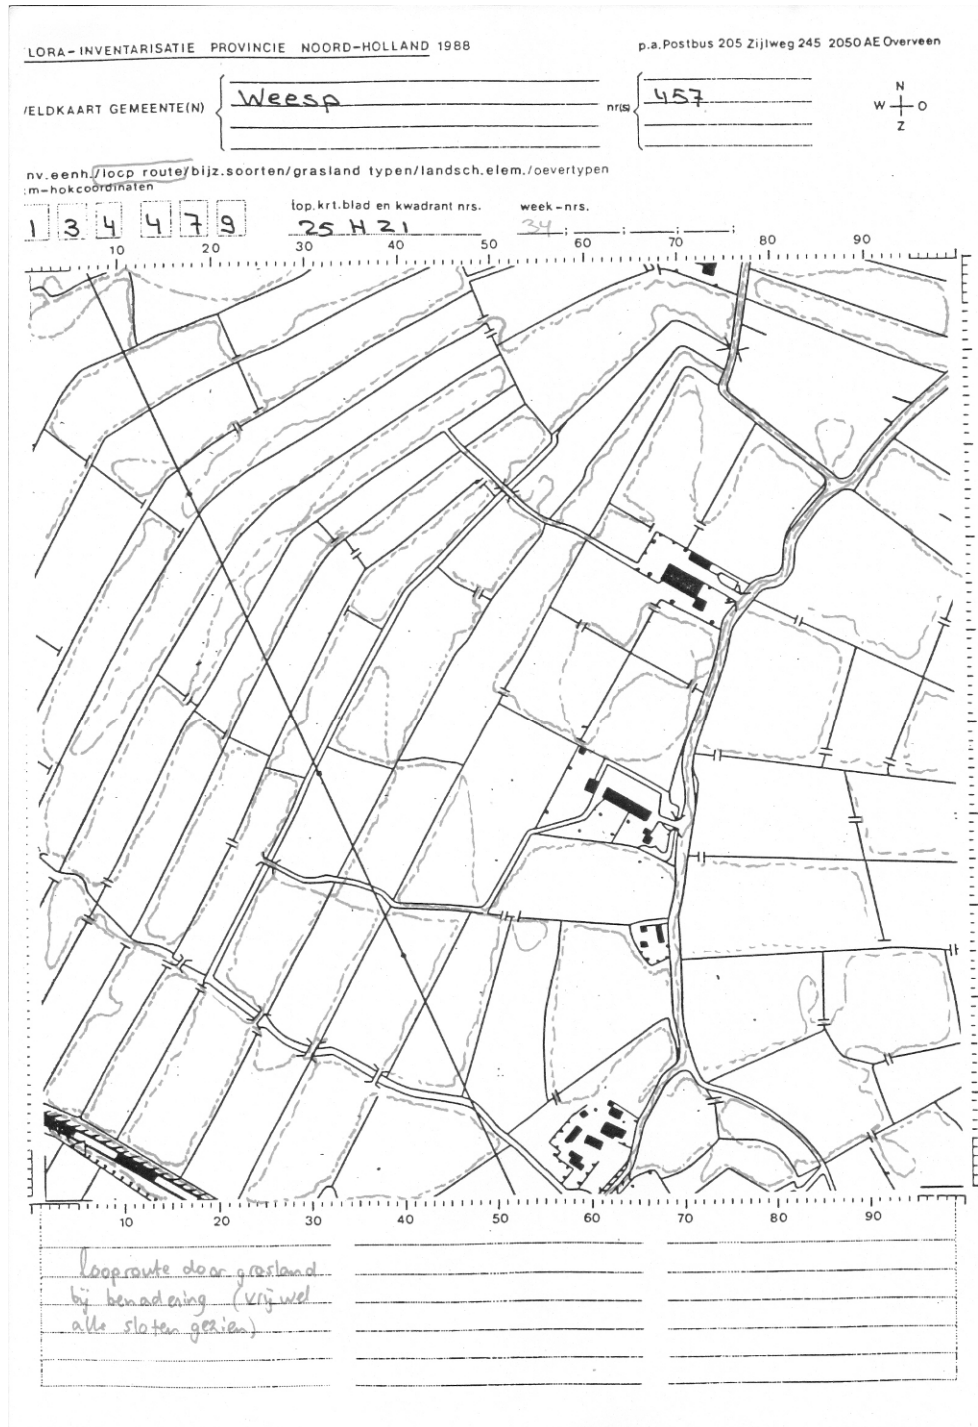 LORA-INVENTARISATIE PROVINCIE NOORD-HOLLAND 1988
p.a. Postbus 205 Zijlweg 245 2050 AE Overveen
VELDKAART GEMEENTE(N) Weesp
nr(s) 457
N
W O
Z
nv.eenh./loop route/bijz.soorten/grasland typen/landsch.elem./oevertypen
m-hokcoördinaten
top.krt.blad en kwadrant nrs. week-nrs.
1 3 4 4 7 9 25 H 21 34
10 20 30 40 50 60 70 80 90
10 20 30 40 50 60 70 80 90
looproute door grasland
bij benadering (vrijwel
alle sloten gezien)